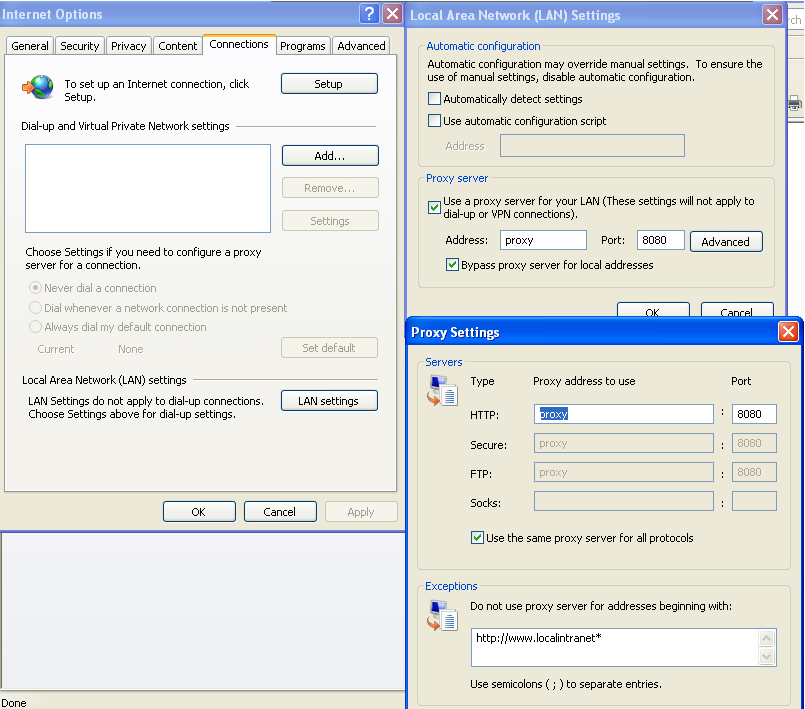 Internet Options
General Security Privacy Content Connections Programs Advanced
To set up an Internet connection, click
Setup.
Setup
Dial-up and Virtual Private Network settings
Add...
Remove...
Settings
Choose Settings if you need to configure a proxy
server for a connection.
Never dial a connection
Dial whenever a network connection is not present
Always dial my default connection
Current None
Set default
Local Area Network (LAN) settings
LAN Settings do not apply to dial-up connections.
Choose Settings above for dial-up settings.
LAN settings
OK Cancel Apply
Done
Local Area Network (LAN) Settings
Automatic configuration
Automatic configuration may override manual settings. To ensure the
use of manual settings, disable automatic configuration.
Automatically detect settings
Use automatic configuration script
Address
Proxy server
Use a proxy server for your LAN (These settings will not apply to
dial-up or VPN connections).
Address: proxy Port: 8080 Advanced
Bypass proxy server for local addresses
OK Cancel
Proxy Settings
Servers
Type Proxy address to use Port
HTTP: proxy : 8080
Secure: proxy : 8080
FTP: proxy : 8080
Socks: :
Use the same proxy server for all protocols
Exceptions
Do not use proxy server for addresses beginning with:
http://www.localintranet*
Use semicolons ( ; ) to separate entries.